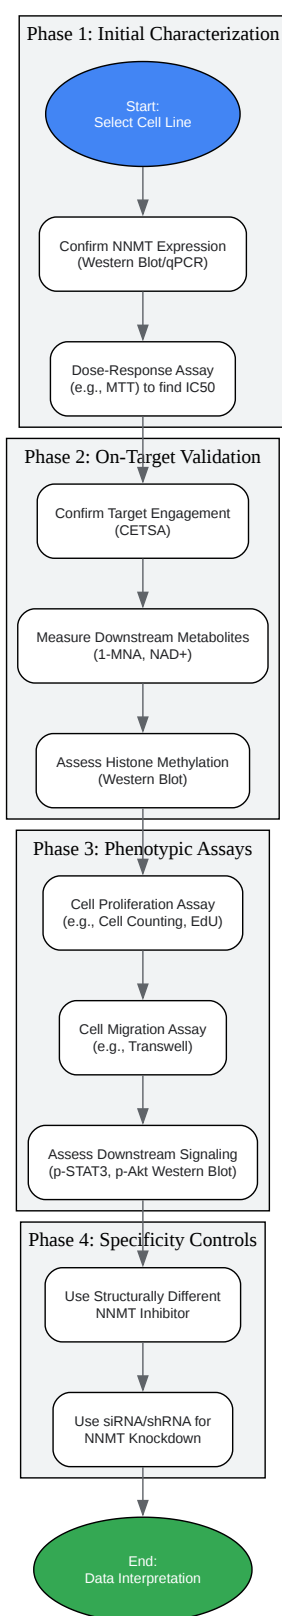 Phase 1: Initial Characterization
Start:
Select Cell Line
Confirm NNMT Expression
(Western Blot/qPCR)
Dose-Response Assay
(e.g., MTT) to find IC50
Phase 2: On-Target Validation
Confirm Target Engagement
(CETSA)
Measure Downstream Metabolites
(1-MNA, NAD+)
Assess Histone Methylation
(Western Blot)
Phase 3: Phenotypic Assays
Cell Proliferation Assay
(e.g., Cell Counting, EdU)
Cell Migration Assay
(e.g., Transwell)
Assess Downstream Signaling
(p-STAT3, p-Akt Western Blot)
Phase 4: Specificity Controls
Use Structurally Different
NNMT Inhibitor
Use siRNA/shRNA for
NNMT Knockdown
End:
Data Interpretation